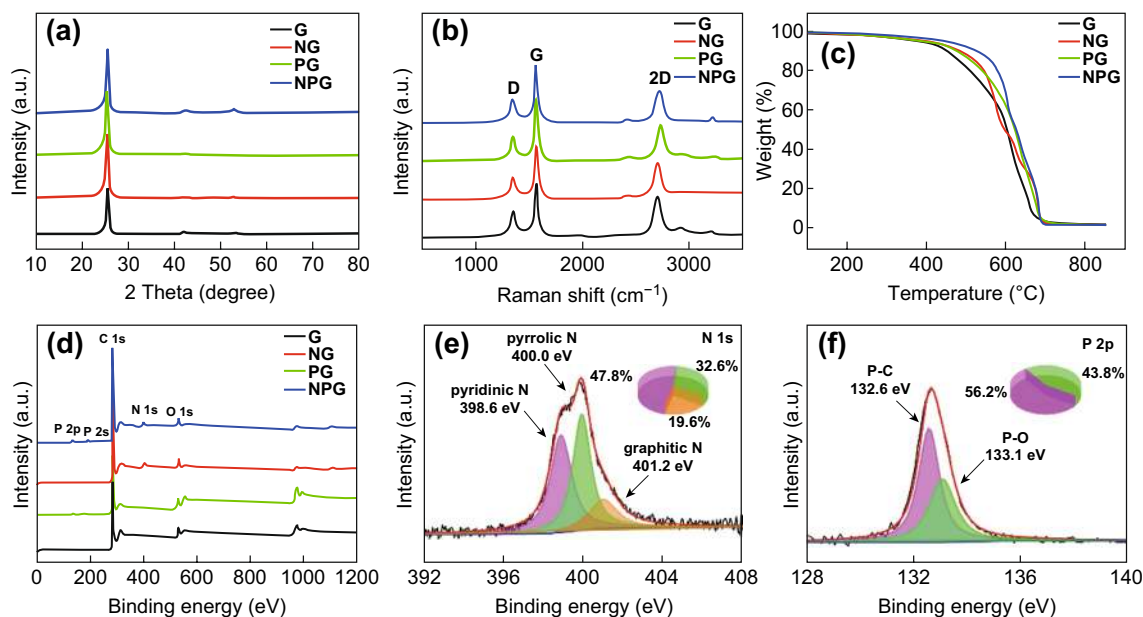 (a)
G
NG
PG
NPG
Intensity (a.u.)
10 20 30 40 50 60 70 80
2 Theta (degree)
(b)
G
NG
PG
NPG
D
G
2D
Intensity (a.u.)
1000 2000 3000
Raman shift (cm⁻¹)
(c)
G
NG
PG
NPG
Weight (%)
100
80
60
40
20
0
200 400 600 800
Temperature (°C)
(d)
G
NG
PG
NPG
C 1s
N 1s
O 1s
P 2p
P 2s
Intensity (a.u.)
0 200 400 600 800 1000 1200
Binding energy (eV)
(e)
N 1s
pyrrolic N
400.0 eV
pyridinic N
398.6 eV
47.8%
32.6%
19.6%
graphitic N
401.2 eV
Intensity (a.u.)
392 396 400 404 408
Binding energy (eV)
(f)
P 2p
P-C
132.6 eV
56.2%
43.8%
P-O
133.1 eV
Intensity (a.u.)
128 132 136 140
Binding energy (eV)